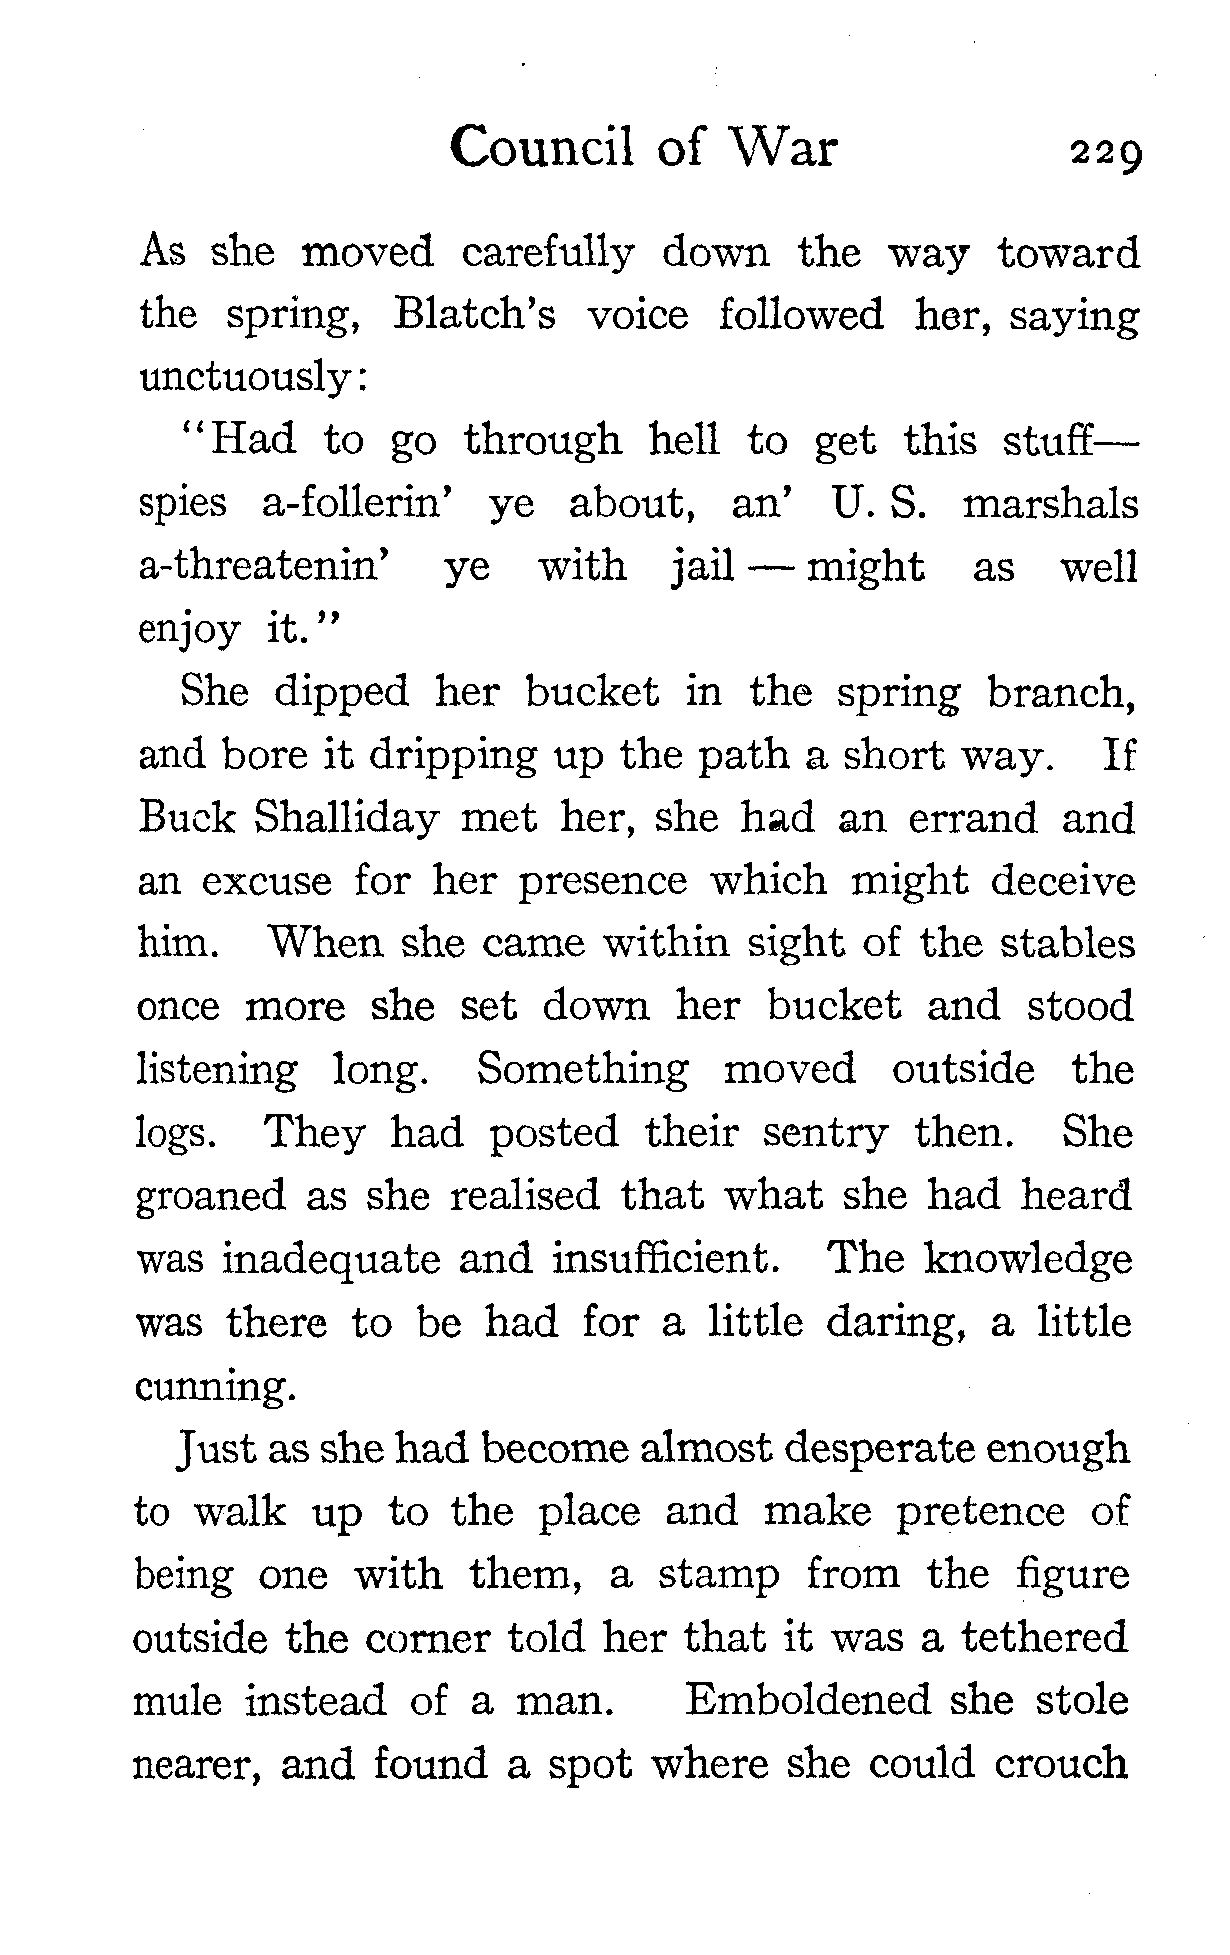 Council of War 229
As she moved carefully down the way toward
the spring, Blatch's voice followed her, saying
unctuously:
"Had to go through hell to get this stuff—
spies a-follerin' ye about, an' U. S. marshals
a-threatenin' ye with jail — might as well
enjoy it."
She dipped her bucket in the spring branch,
and bore it dripping up the path a short way. If
Buck Shalliday met her, she had an errand and
an excuse for her presence which might deceive
him. When she came within sight of the stables
once more she set down her bucket and stood
listening long. Something moved outside the
logs. They had posted their sentry then. She
groaned as she realised that what she had heard
was inadequate and insufficient. The knowledge
was there to be had for a little daring, a little
cunning.
Just as she had become almost desperate enough
to walk up to the place and make pretence of
being one with them, a stamp from the figure
outside the corner told her that it was a tethered
mule instead of a man. Emboldened she stole
nearer, and found a spot where she could crouch